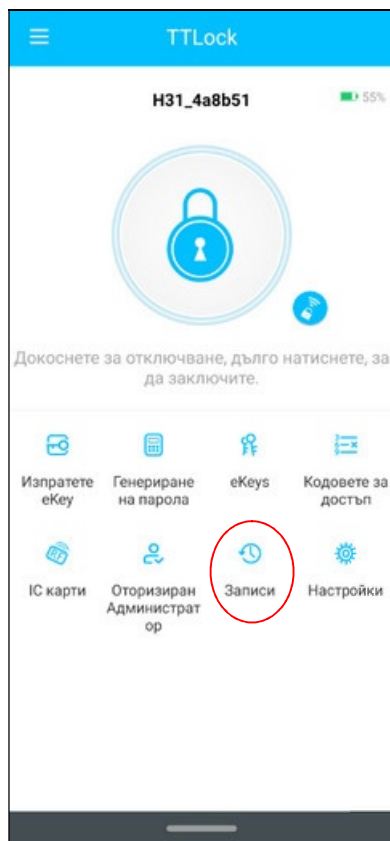 TTLock
H31_4a8b51
55%
Докоснете за отключване, дълго натиснете, за
да заключите.
Изпратете
eKey
Генериране
на парола
eKeys
Кодовете за
достъп
IC карти
Оторизиран
Администрат
ор
Записи
Настройки